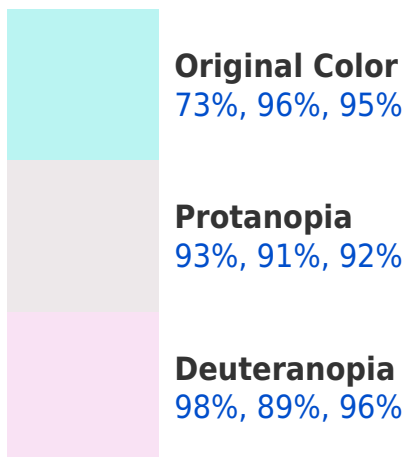 Original Color
73%, 96%, 95%
Protanopia
93%, 91%, 92%
Deuteranopia
98%, 89%, 96%